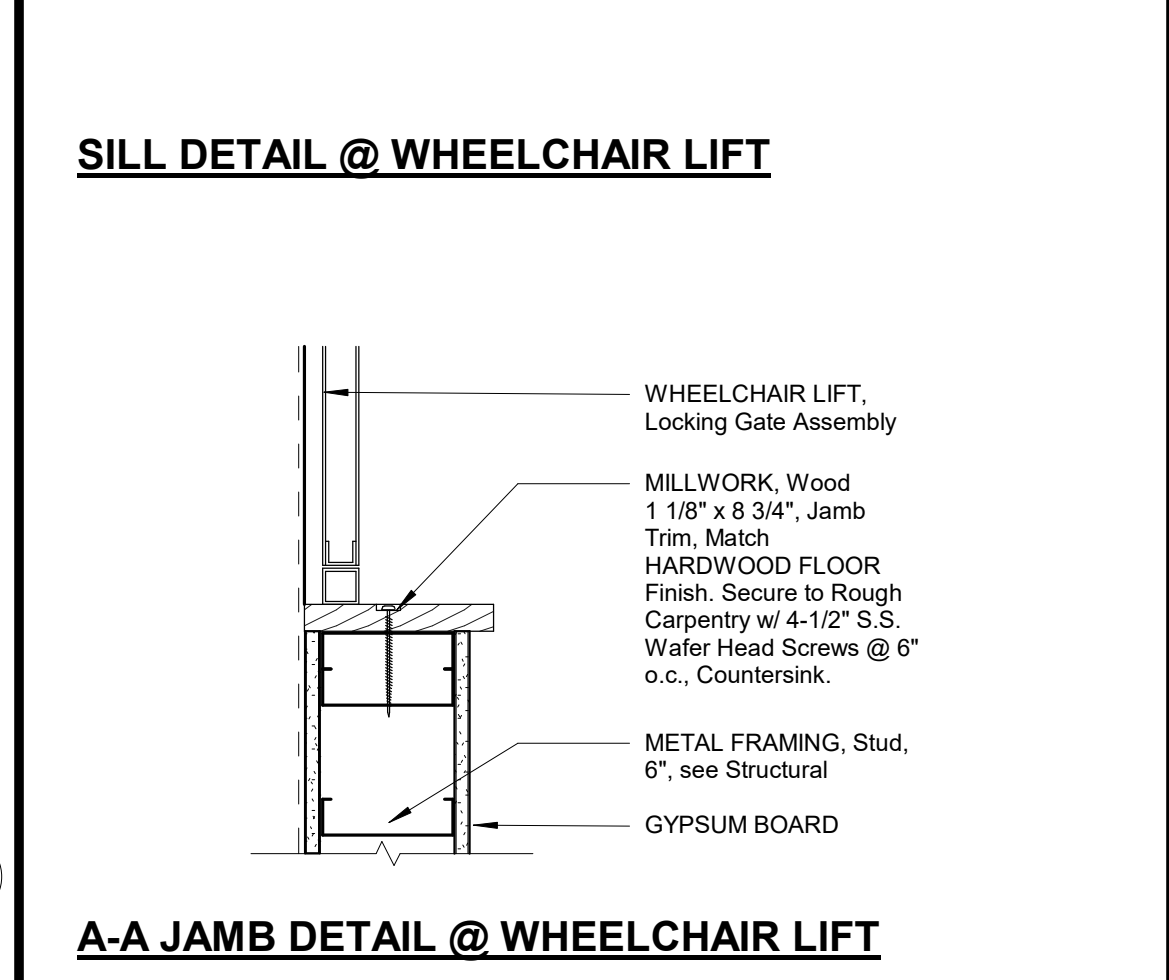 SILL DETAIL @ WHEELCHAIR LIFT
WHEELCHAIR LIFT,
Locking Gate Assembly
MILLWORK, Wood
1 1/8" x 8 3/4", Jamb
Trim, Match
HARDWOOD FLOOR
Finish. Secure to Rough
Carpentry w/ 4-1/2" S.S.
Wafer Head Screws @ 6"
o.c., Countersink.
METAL FRAMING, Stud,
6", see Structural
GYPSUM BOARD
A-A JAMB DETAIL @ WHEELCHAIR LIFT